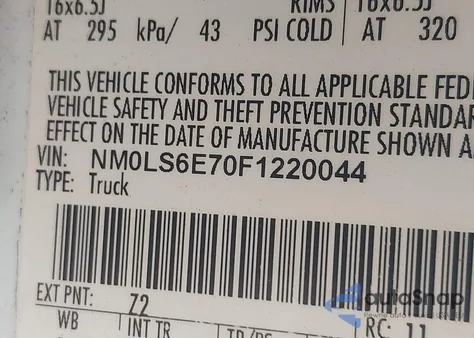 16x6.5J RIMS 16x6.5J
AT 295 kPa/ 43 PSI COLD AT 320
THIS VEHICLE CONFORMS TO ALL APPLICABLE FEDE
VEHICLE SAFETY AND THEFT PREVENTION STANDAR
EFFECT ON THE DATE OF MANUFACTURE SHOWN A
VIN: NM0LS6E70F1220044
TYPE: Truck
EXT PNT: Z2
WB INT TR RC: 11
autoSnap